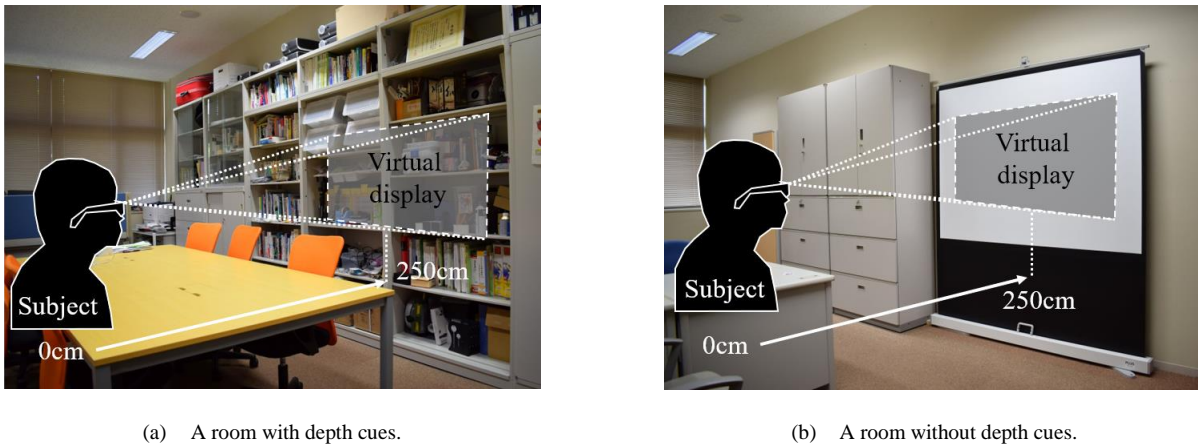 Virtual
display
250cm
Subject
0cm
(a) A room with depth cues.
Virtual
display
Subject
250cm
0cm
(b) A room without depth cues.